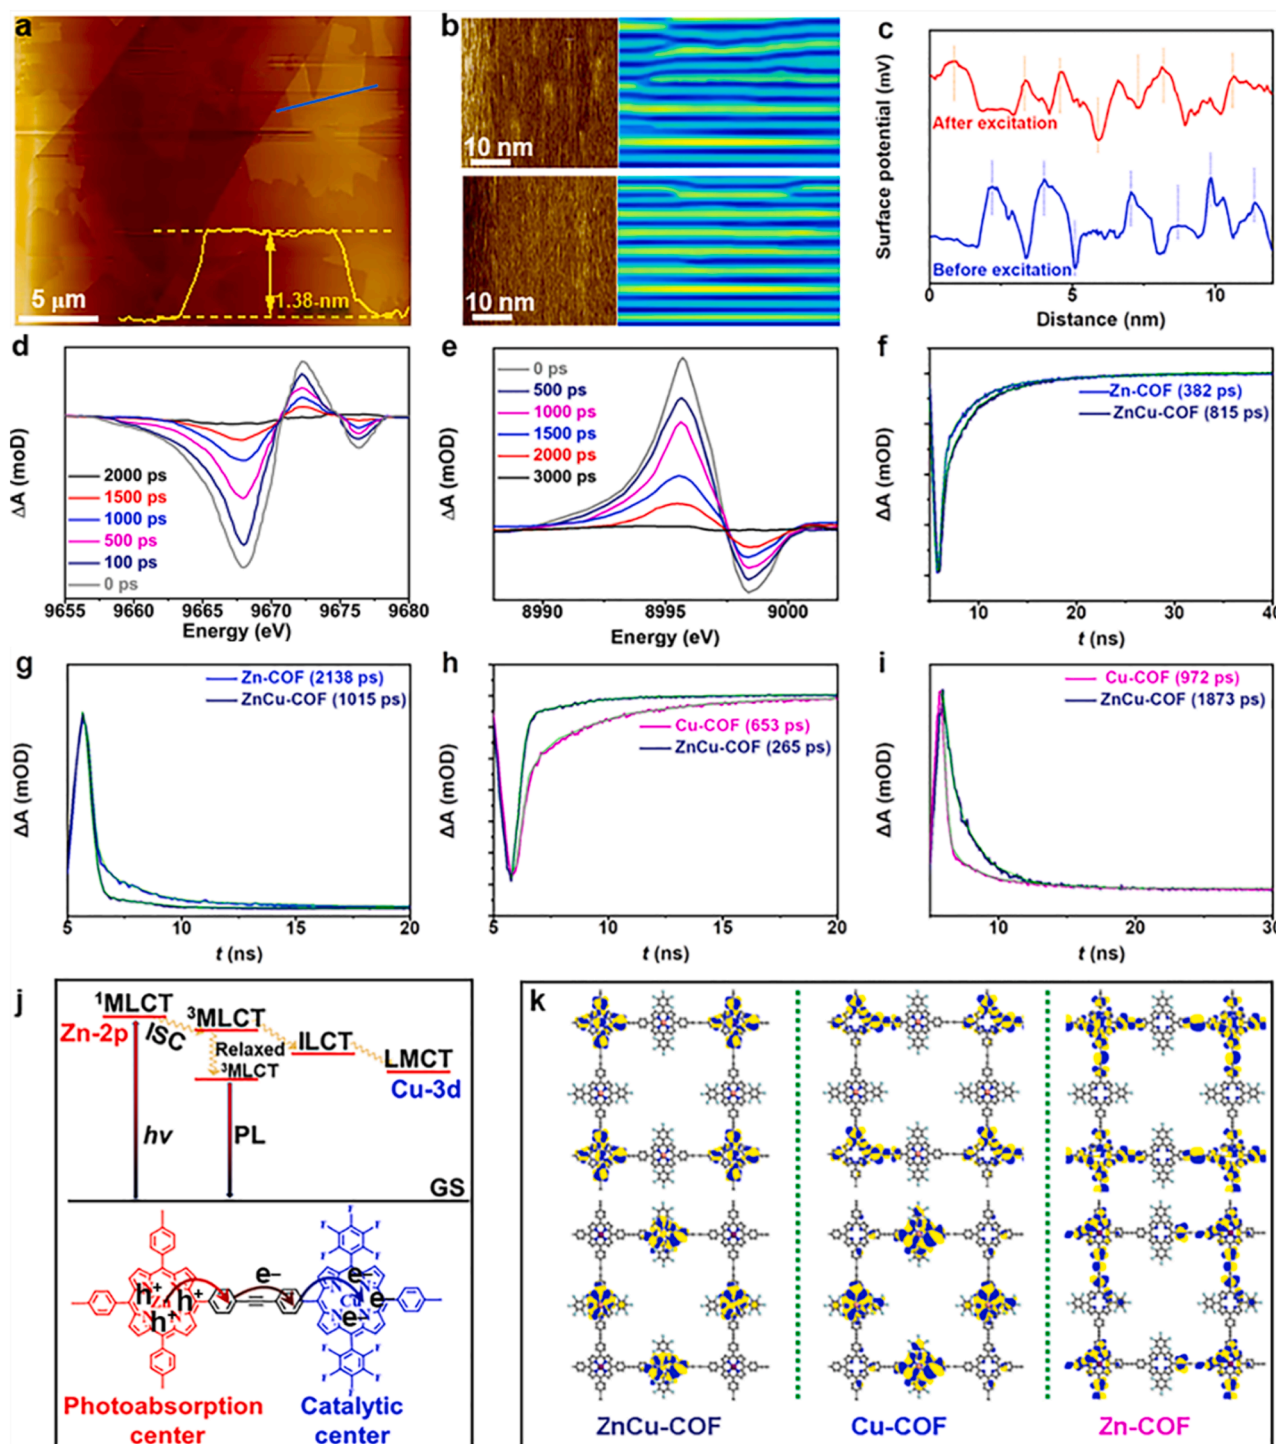 a
5 μm
1.38-nm
b
10 nm
10 nm
c
Surface potential (mV)
After excitation
Before excitation
0
5
10
Distance (nm)
d
ΔA (moD)
2000 ps
1500 ps
1000 ps
500 ps
100 ps
0 ps
9655
9660
9665
9670
9675
9680
Energy (eV)
e
ΔA (mOD)
0 ps
500 ps
1000 ps
1500 ps
2000 ps
3000 ps
8990
8995
9000
Energy (eV)
f
ΔA (mOD)
Zn-COF (382 ps)
ZnCu-COF (815 ps)
10
20
30
40
t (ns)
g
ΔA (mOD)
Zn-COF (2138 ps)
ZnCu-COF (1015 ps)
5
10
15
20
t (ns)
h
ΔA (mOD)
Cu-COF (653 ps)
ZnCu-COF (265 ps)
5
10
15
20
t (ns)
i
ΔA (mOD)
Cu-COF (972 ps)
ZnCu-COF (1873 ps)
10
20
30
t (ns)
j
¹MLCT
Zn-2p
ISC
³MLCT
Relaxed
³MLCT
ILCT
LMCT
Cu-3d
hν
PL
GS
h⁺
Zn
h⁺
h⁺
e–
e–
Cu
e–
e–
F
F
F
F
F
F
F
F
F
F
Photoabsorption
center
Catalytic
center
k
ZnCu-COF
Cu-COF
Zn-COF